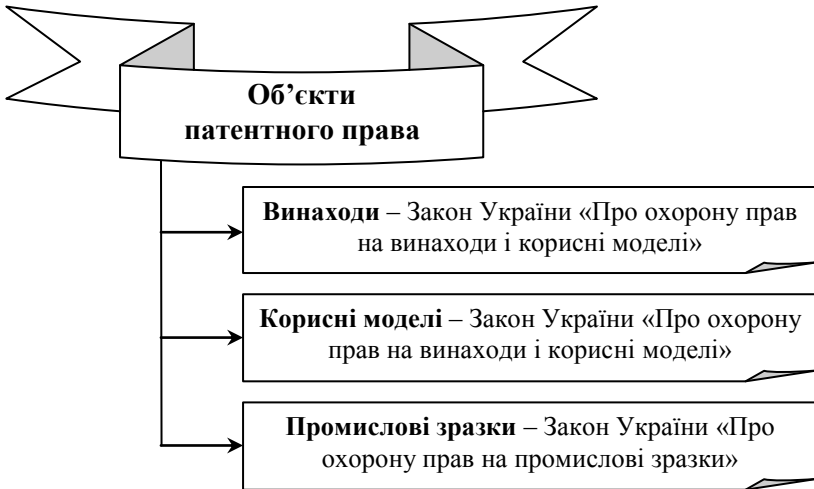 Об’єкти
патентного права
Винаходи – Закон України «Про охорону прав
на винаходи і корисні моделі»
Корисні моделі – Закон України «Про охорону
прав на винаходи і корисні моделі»
Промислові зразки – Закон України «Про
охорону прав на промислові зразки»